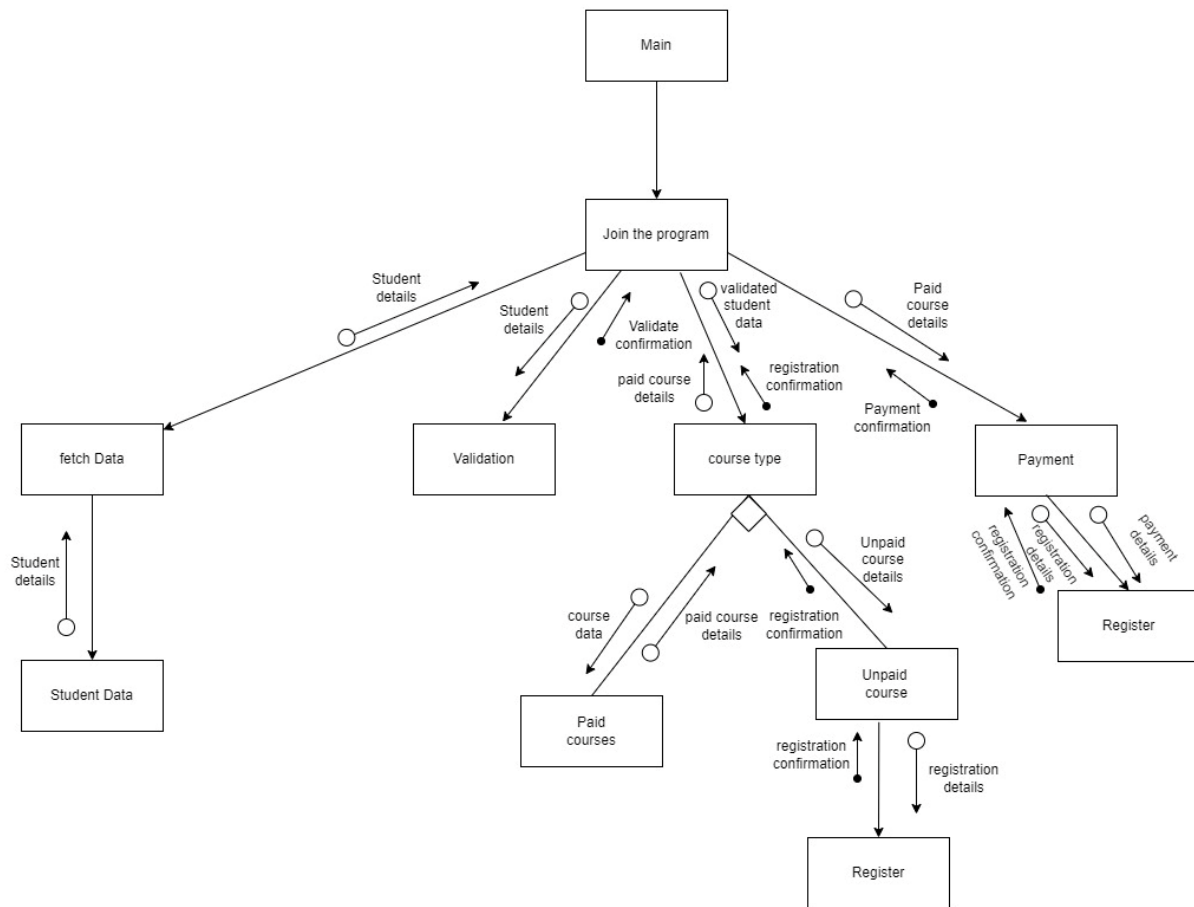 Main
Join the program
Student
details
Student
details
Validate
confirmation
validated
student
data
paid course
details
registration
confirmation
Paid
course
details
Payment
confirmation
fetch Data
Validation
course type
Payment
Student
details
course
data
paid course
details
registration
confirmation
Unpaid
course
details
registration
confirmation
registration
details
payment
details
Register
Student Data
Paid
courses
Unpaid
course
registration
confirmation
registration
details
Register